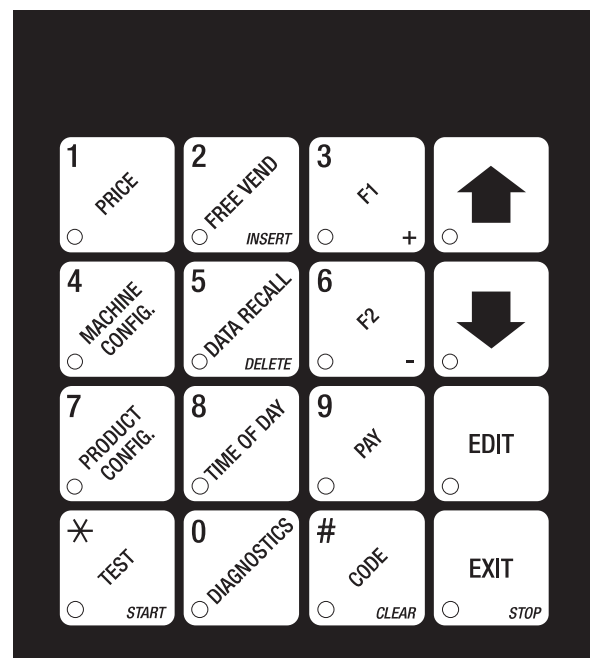 1
PRICE
2
FREE VEND
INSERT
3
F1
+
4
MACHINE
CONFIG.
5
DATA RECALL
DELETE
6
F2
-
7
PRODUCT
CONFIG.
8
TIME OF DAY
9
PAY
EDIT
*
TEST
START
0
DIAGNOSTICS
#
CODE
CLEAR
EXIT
STOP